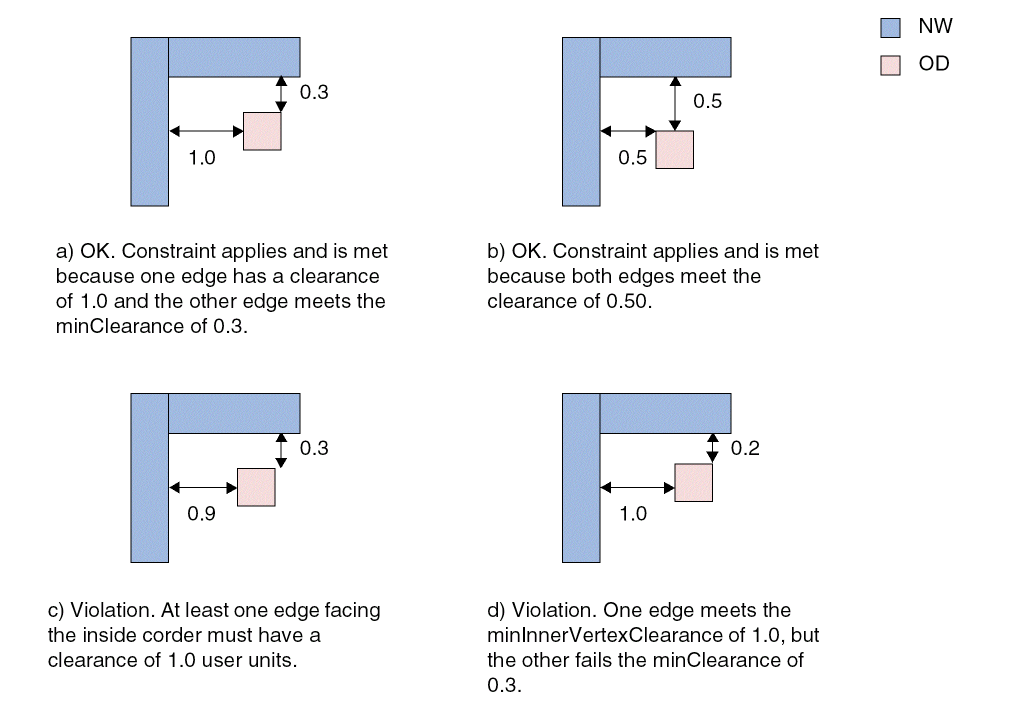 NW
OD
0.3
1.0
0.5
0.5
a) OK. Constraint applies and is met
because one edge has a clearance
of 1.0 and the other edge meets the
minClearance of 0.3.
b) OK. Constraint applies and is met
because both edges meet the
clearance of 0.50.
0.3
0.9
0.2
1.0
c) Violation. At least one edge facing
the inside corder must have a
clearance of 1.0 user units.
d) Violation. One edge meets the
minInnerVertexClearance of 1.0, but
the other fails the minClearance of
0.3.